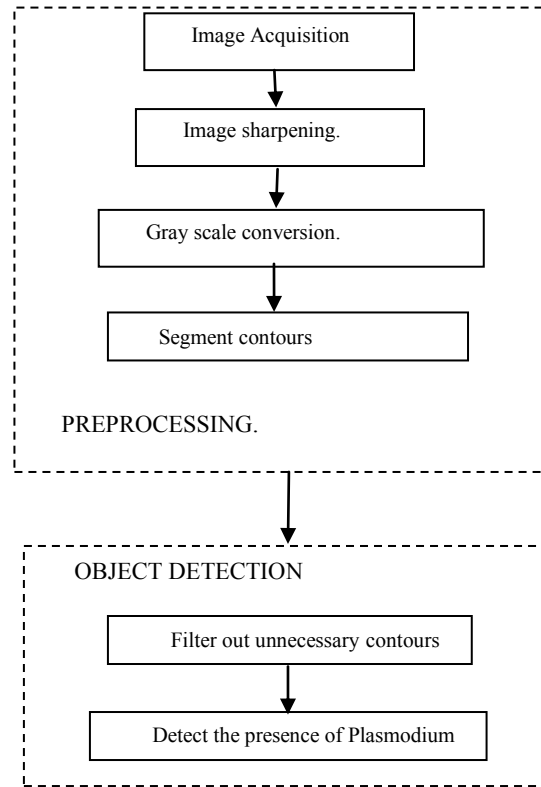 Image Acquisition
Image sharpening.
Gray scale conversion.
Segment contours
PREPROCESSING.
OBJECT DETECTION
Filter out unnecessary contours
Detect the presence of Plasmodium